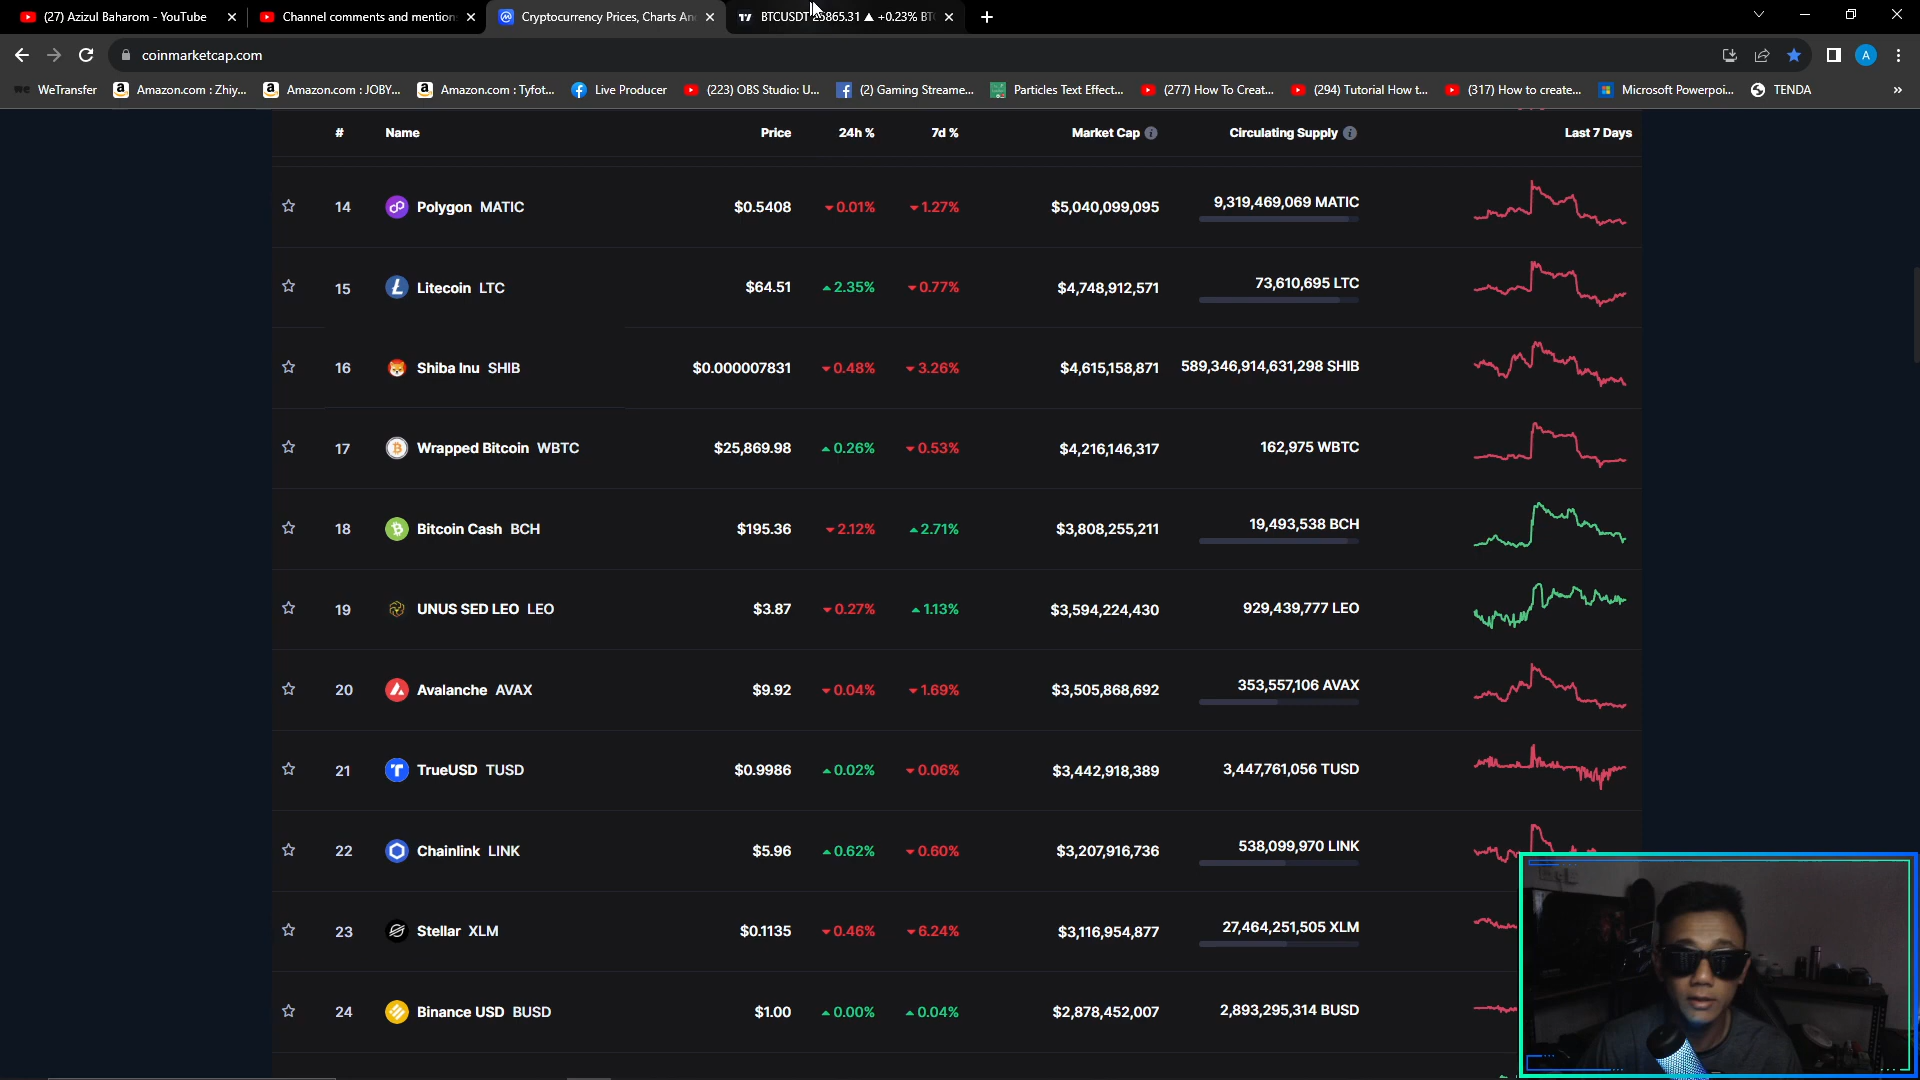 (27) Azizul Baharom - YouTube
Channel comments and mention
Cryptocurrency Prices, Charts An
BTCUSDT 25865.31 ▲ +0.23% BT
coinmarketcap.com
A
WeTransfer
Amazon.com : Zhiy...
Amazon.com : JOBY...
Amazon.com : Tyfot...
Live Producer
(223) OBS Studio: U...
(2) Gaming Streame...
Particles Text Effect...
(277) How To Creat...
(294) Tutorial How t...
(317) How to create...
Microsoft Powerpoi...
TENDA
»
# Name Price 24h % 7d % Market Cap Circulating Supply Last 7 Days
14 Polygon MATIC $0.5408 0.01% 1.27% $5,040,099,095 9,319,469,069 MATIC
15 Litecoin LTC $64.51 2.35% 0.77% $4,748,912,571 73,610,695 LTC
16 Shiba Inu SHIB $0.000007831 0.48% 3.26% $4,615,158,871 589,346,914,631,298 SHIB
17 Wrapped Bitcoin WBTC $25,869.98 0.26% 0.53% $4,216,146,317 162,975 WBTC
18 Bitcoin Cash BCH $195.36 2.12% 2.71% $3,808,255,211 19,493,538 BCH
19 UNUS SED LEO LEO $3.87 0.27% 1.13% $3,594,224,430 929,439,777 LEO
20 Avalanche AVAX $9.92 0.04% 1.69% $3,505,868,692 353,557,106 AVAX
21 TrueUSD TUSD $0.9986 0.02% 0.06% $3,442,918,389 3,447,761,056 TUSD
22 Chainlink LINK $5.96 0.62% 0.60% $3,207,916,736 538,099,970 LINK
23 Stellar XLM $0.1135 0.46% 6.24% $3,116,954,877 27,464,251,505 XLM
24 Binance USD BUSD $1.00 0.00% 0.04% $2,878,452,007 2,893,295,314 BUSD